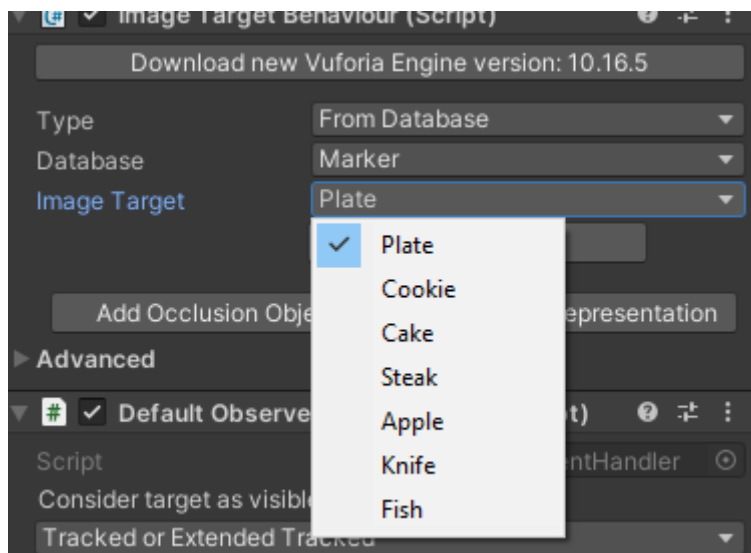 Image Target Behaviour (Script)
Download new Vuforia Engine version: 10.16.5
Type From Database
Database Marker
Image Target Plate
Plate
Cookie
Add Occlusion Obje epresentation
Cake
Advanced
Steak
# Default Observe t)
Apple
Script entHandler
Knife
Consider target as visible
Fish
Tracked or Extended Tracked